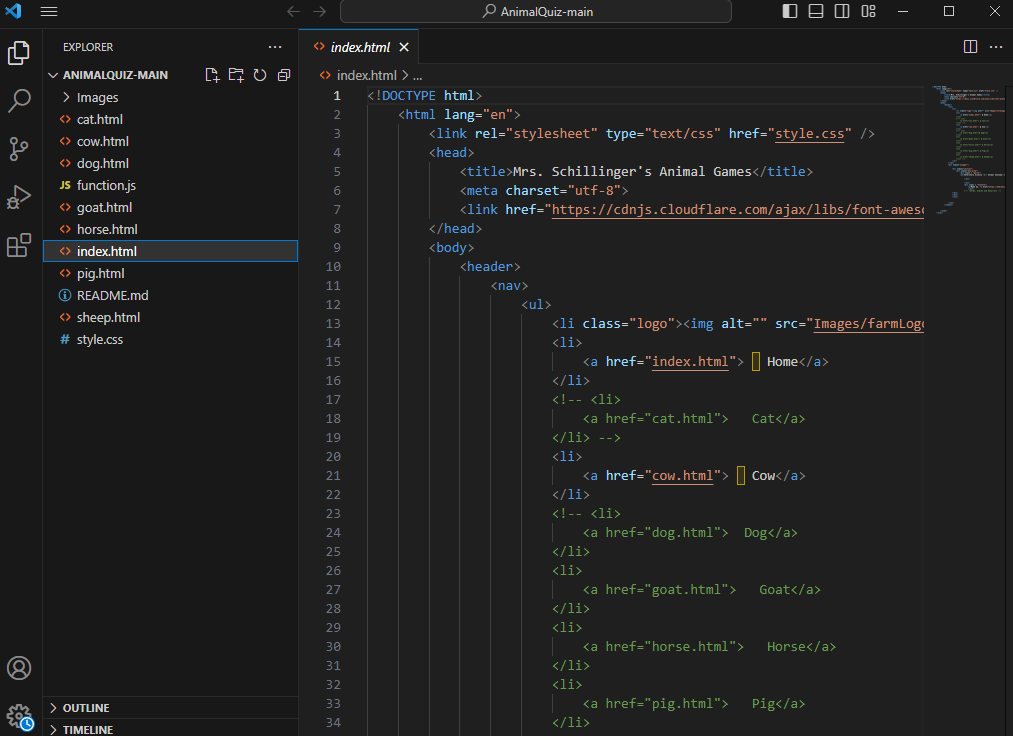 AnimalQuiz-main
EXPLORER
ANIMALQUIZ-MAIN
Images
cat.html
cow.html
dog.html
JS function.js
goat.html
horse.html
index.html
pig.html
README.md
sheep.html
# style.css
OUTLINE
TIMELINE
index.html
index.html > ...
1 <!DOCTYPE html>
2 <html lang="en">
3 <link rel="stylesheet" type="text/css" href="style.css" />
4 <head>
5 <title>Mrs. Schillinger's Animal Games</title>
6 <meta charset="utf-8">
7 <link href="https://cdnjs.cloudflare.com/ajax/libs/font-aweso
8 </head>
9 <body>
10 <header>
11 <nav>
12 <ul>
13 <li class="logo"><img alt="" src="Images/farmLogo
14 <li>
15 <a href="index.html"> Home</a>
16 </li>
17 <!-- <li>
18 <a href="cat.html"> Cat</a>
19 </li> -->
20 <li>
21 <a href="cow.html"> Cow</a>
22 </li>
23 <!-- <li>
24 <a href="dog.html"> Dog</a>
25 </li>
26 <li>
27 <a href="goat.html"> Goat</a>
28 </li>
29 <li>
30 <a href="horse.html"> Horse</a>
31 </li>
32 <li>
33 <a href="pig.html"> Pig</a>
34 </li>